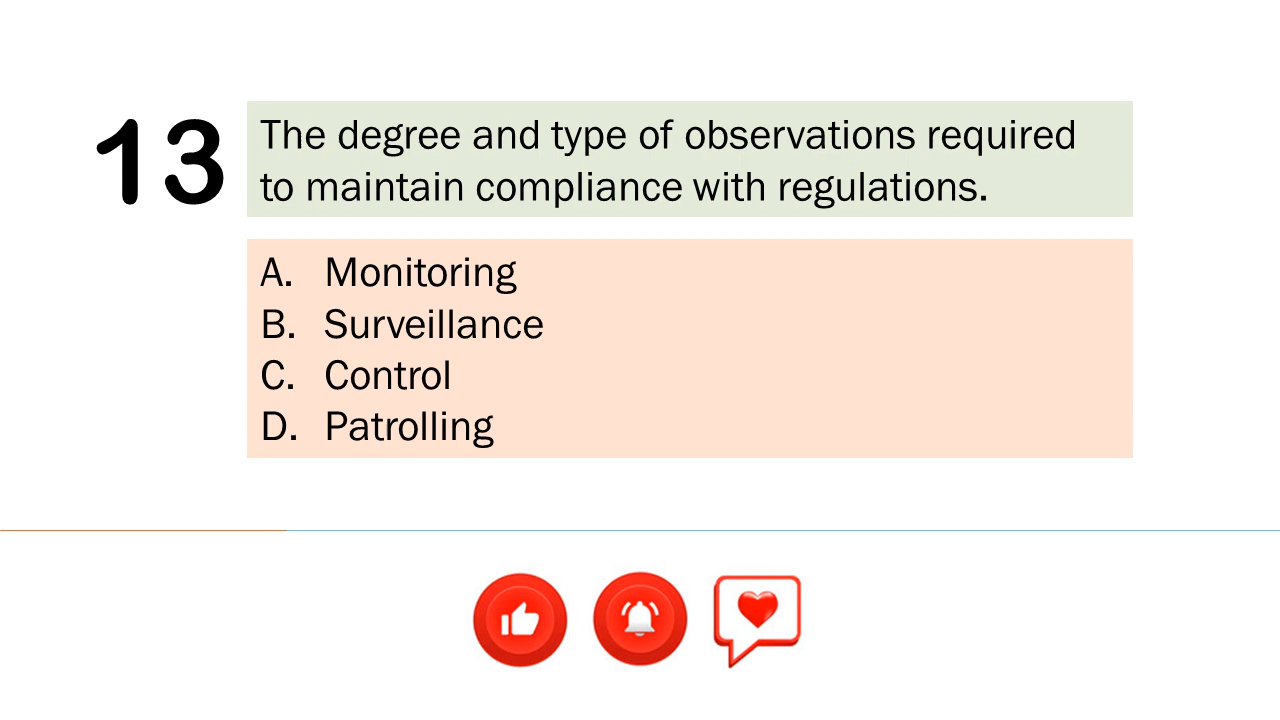 13
The degree and type of observations required
to maintain compliance with regulations.
A. Monitoring
B. Surveillance
C. Control
D. Patrolling